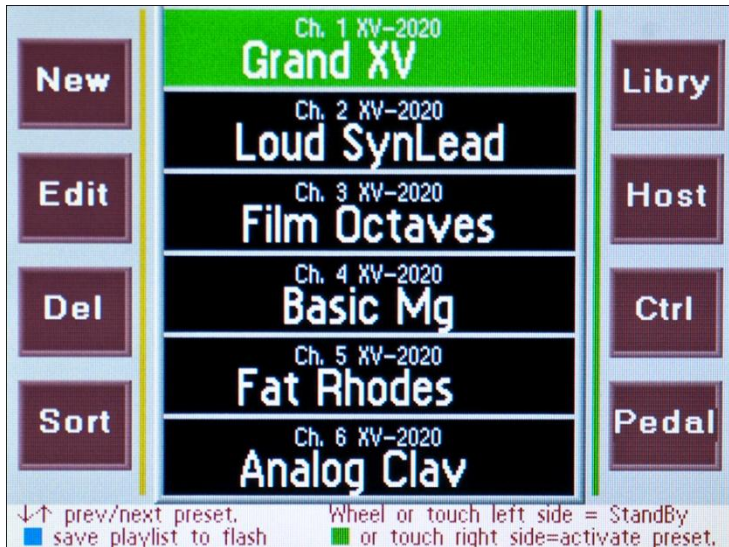 New
Edit
Del
Sort
Ch. 1 XV-2020
Grand XV
Ch. 2 XV-2020
Loud SynLead
Ch. 3 XV-2020
Film Octaves
Ch. 4 XV-2020
Basic Mg
Ch. 5 XV-2020
Fat Rhodes
Ch. 6 XV-2020
Analog Clav
Libry
Host
Ctrl
Pedal
↓↑ prev/next preset. Wheel or touch left side = StandBy
save playlist to flash or touch right side=activate preset.